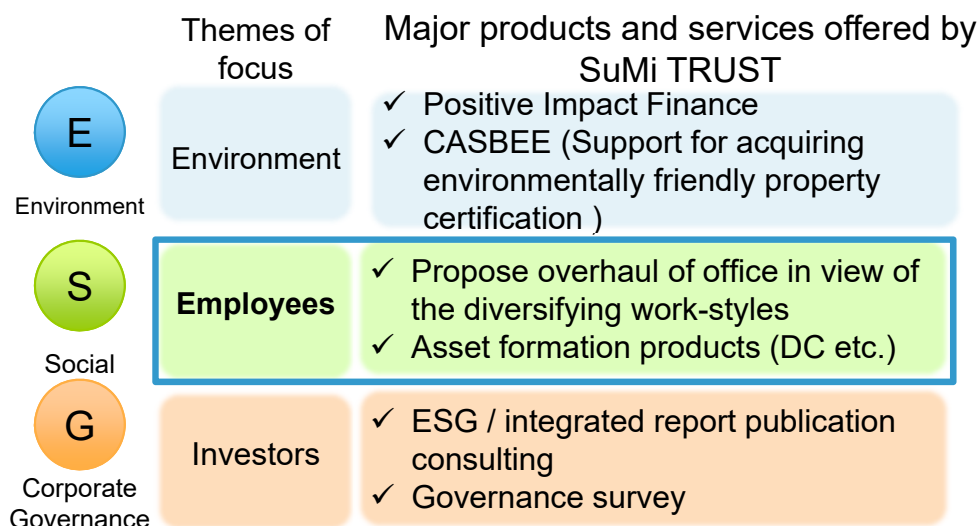 Themes of
focus
Major products and services offered by
SuMi TRUST
E
Environment
Environment
✓ Positive Impact Finance
✓ CASBEE (Support for acquiring
environmentally friendly property
certification )
S
Social
Employees
✓ Propose overhaul of office in view of
the diversifying work-styles
✓ Asset formation products (DC etc.)
G
Corporate
Governance
Investors
✓ ESG / integrated report publication
consulting
✓ Governance survey